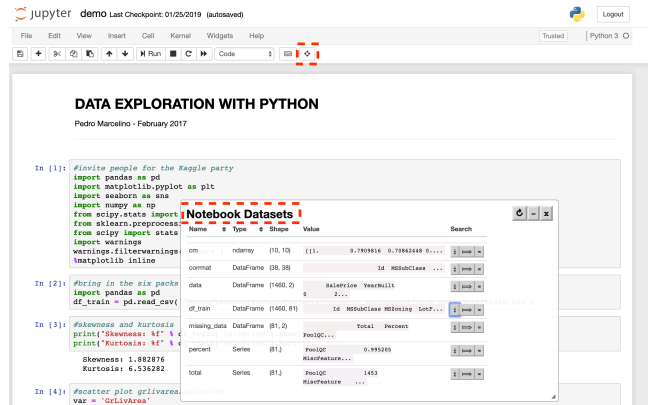 jupyter demo Last Checkpoint: 01/25/2019 (autosaved)
Logout
File Edit View Insert Cell Kernel Widgets Help
Trusted Python 3
Run Code
DATA EXPLORATION WITH PYTHON
Pedro Marcelino - February 2017
In [1]: #invite people for the Kaggle party
import pandas as pd
import matplotlib.pyplot as plt
import seaborn as sns
import numpy as np
from scipy.stats import
from sklearn.preprocess
from scipy import stats
import warnings
warnings.filterwarnings
%matplotlib inline
In [2]: #bring in the six packs
import pandas as pd
df_train = pd.read_csv(
In [3]: #skewness and kurtosis
print("Skewness: %f" %
print("Kurtosis: %f" %
Skewness: 1.882876
Kurtosis: 6.536282
In [4]: #scatter plot grlivarea
var = 'GrLivArea'
Notebook Datasets
Name Type Shape Value Search
cm ndarray (10, 10) [[1. 0.7909816 0.70862448 0....
corrmat DataFrame (38, 38) Id MSSubClass ...
data DataFrame (1460, 2) SalePrice YearBuilt
0 2...
df_train DataFrame (1460, 81) Id MSSubClass MSZoning LotF...
missing_data DataFrame (81, 2) Total Percent
PoolQC...
percent Series (81,) PoolQC 0.995205
MiscFeature...
total Series (81,) PoolQC 1453
MiscFeature ...